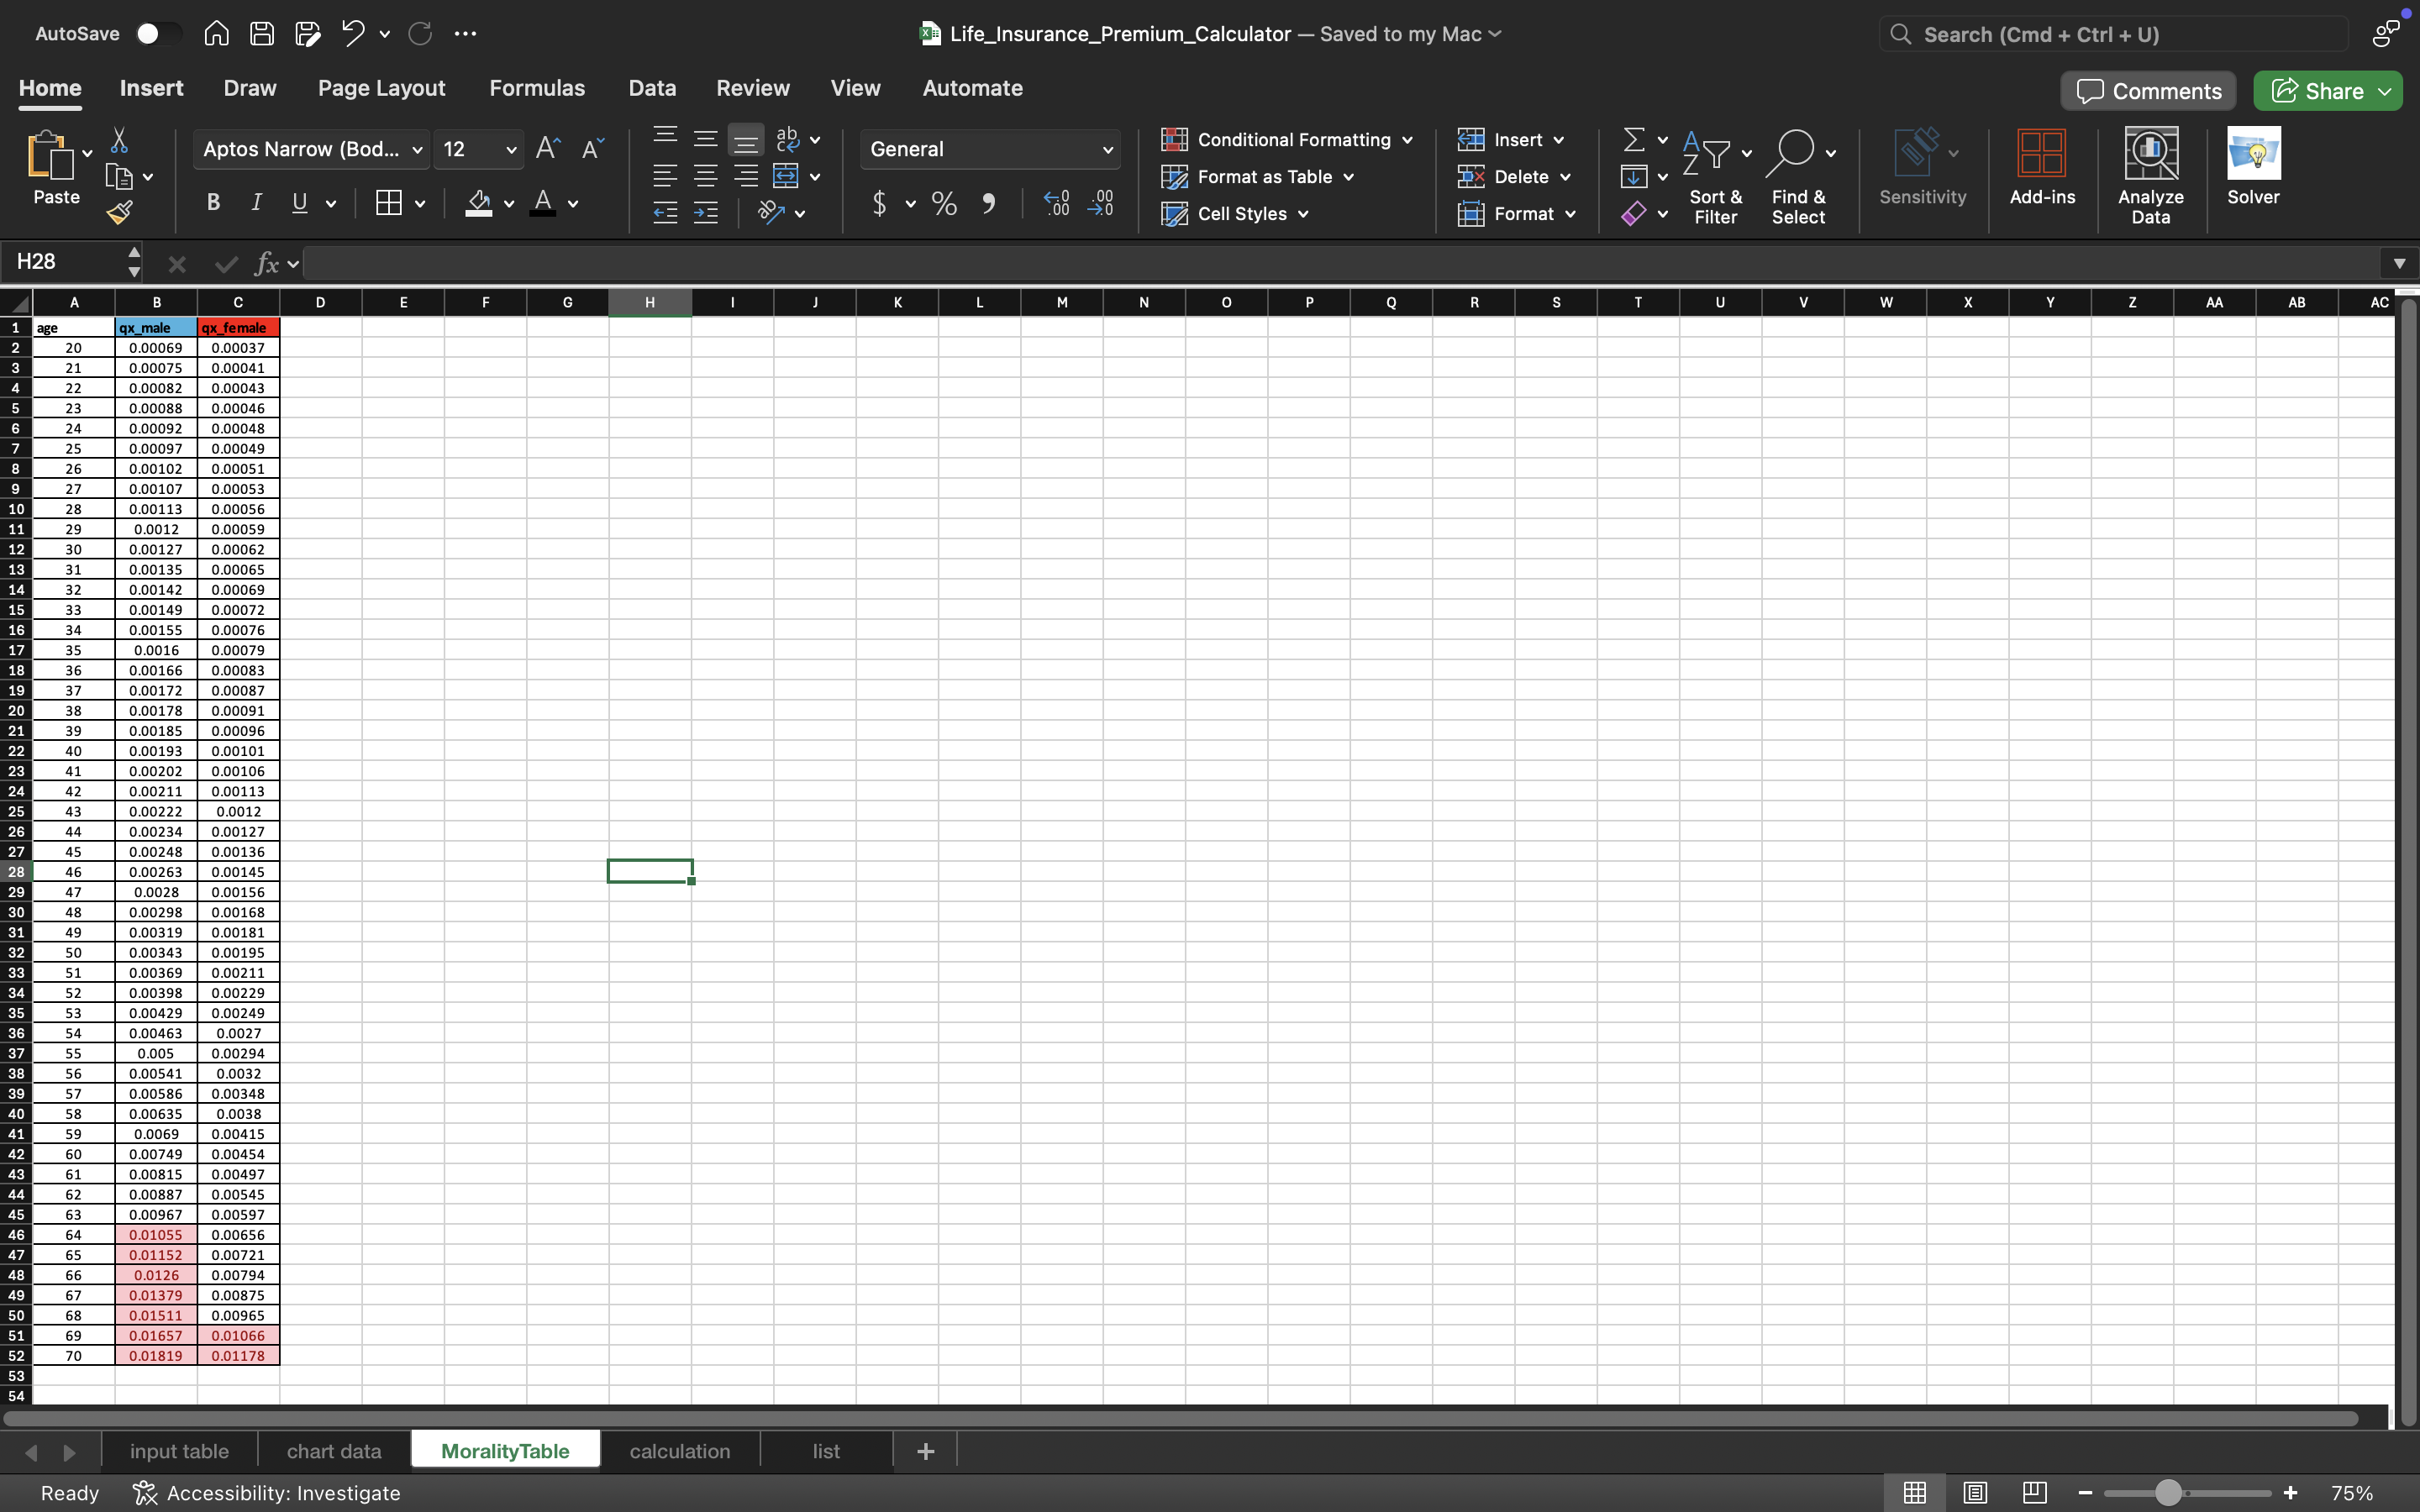 AutoSave
Life_Insurance_Premium_Calculator — Saved to my Mac
Search (Cmd + Ctrl + U)
Home Insert Draw Page Layout Formulas Data Review View Automate
Comments Share
Paste
Aptos Narrow (Bod... 12
General
Conditional Formatting
Format as Table
Cell Styles
Insert
Delete
Format
Sort & Filter
Find & Select
Sensitivity
Add-ins
Analyze Data
Solver
H28 fx
A B C D E F G H I J K L M N O P Q R S T U V W X Y Z AA AB AC
1 age qx_male qx_female
2 20 0.00069 0.00037
3 21 0.00075 0.00041
4 22 0.00082 0.00043
5 23 0.00088 0.00046
6 24 0.00092 0.00048
7 25 0.00097 0.00049
8 26 0.00102 0.00051
9 27 0.00107 0.00053
10 28 0.00113 0.00056
11 29 0.0012 0.00059
12 30 0.00127 0.00062
13 31 0.00135 0.00065
14 32 0.00142 0.00069
15 33 0.00149 0.00072
16 34 0.00155 0.00076
17 35 0.0016 0.00079
18 36 0.00166 0.00083
19 37 0.00172 0.00087
20 38 0.00178 0.00091
21 39 0.00185 0.00096
22 40 0.00193 0.00101
23 41 0.00202 0.00106
24 42 0.00211 0.00113
25 43 0.00222 0.0012
26 44 0.00234 0.00127
27 45 0.00248 0.00136
28 46 0.00263 0.00145
29 47 0.0028 0.00156
30 48 0.00298 0.00168
31 49 0.00319 0.00181
32 50 0.00343 0.00195
33 51 0.00369 0.00211
34 52 0.00398 0.00229
35 53 0.00429 0.00249
36 54 0.00463 0.0027
37 55 0.005 0.00294
38 56 0.00541 0.0032
39 57 0.00586 0.00348
40 58 0.00635 0.0038
41 59 0.0069 0.00415
42 60 0.00749 0.00454
43 61 0.00815 0.00497
44 62 0.00887 0.00545
45 63 0.00967 0.00597
46 64 0.01055 0.00656
47 65 0.01152 0.00721
48 66 0.0126 0.00794
49 67 0.01379 0.00875
50 68 0.01511 0.00965
51 69 0.01657 0.01066
52 70 0.01819 0.01178
53
54
input table chart data MoralityTable calculation list +
Ready Accessibility: Investigate 75%